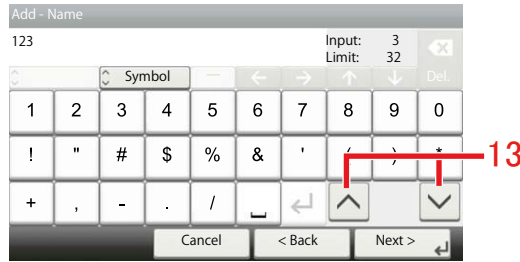 Add - Name
123 Input: 3
Limit: 32
Symbol Del.
1 2 3 4 5 6 7 8 9 0
! " # $ % & ' ( ) *
+ , - . /
13
Cancel < Back Next >